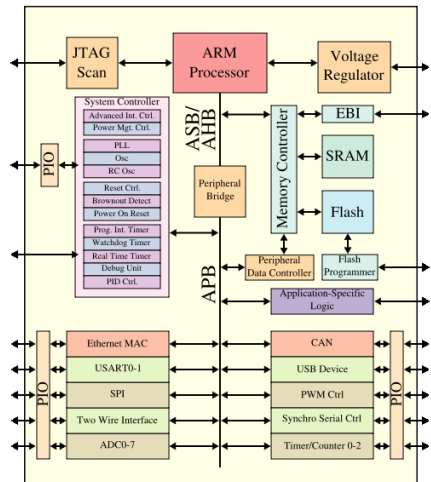 JTAG
Scan
ARM
Processor
Voltage
Regulator
System Controller
Advanced Int. Ctrl.
Power Mgt. Ctrl.
PLL
Osc
RC Osc
Reset Ctrl.
Brownout Detect
Power On Reset
Prog. Int. Timer
Watchdog Timer
Real Time Timer
Debug Unit
PID Ctrl.
PIO
ASB/
AHB
Peripheral
Bridge
APB
Memory Controller
EBI
SRAM
Flash
Peripheral
Data Controller
Flash
Programmer
Application-Specific
Logic
PIO
Ethernet MAC
USART0-1
SPI
Two Wire Interface
ADC0-7
CAN
USB Device
PWM Ctrl
Synchro Serial Ctrl
Timer/Counter 0-2
PIO